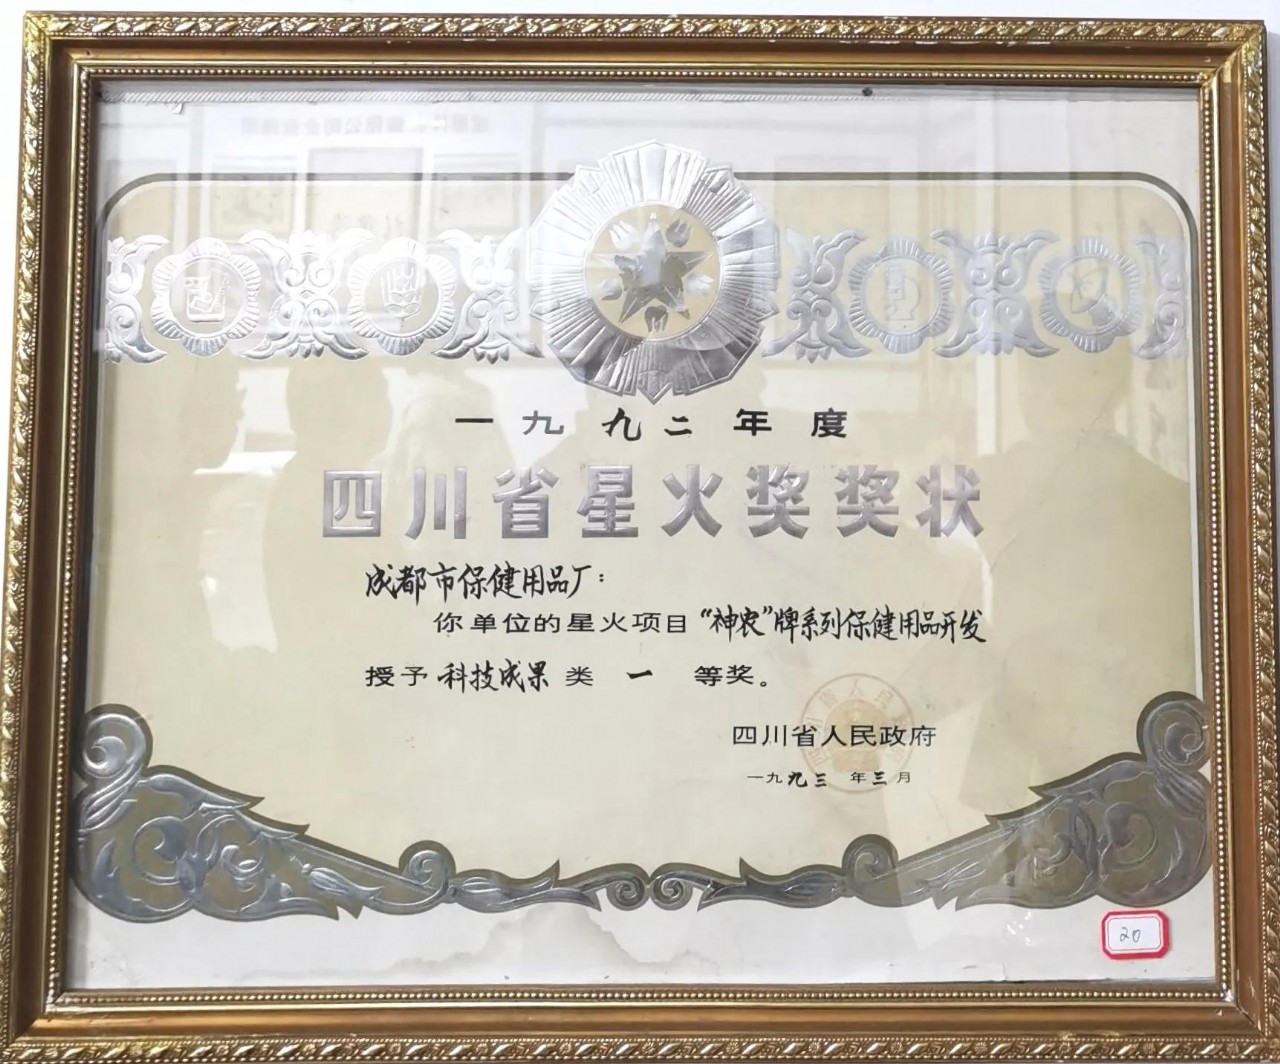 一九九二年度
四川省星火奖奖状
成都市保健用品厂：
你单位的星火项目“神农”牌系列保健用品开发
授予科技成果类一等奖。
四川省人民政府
一九九三年三月
20